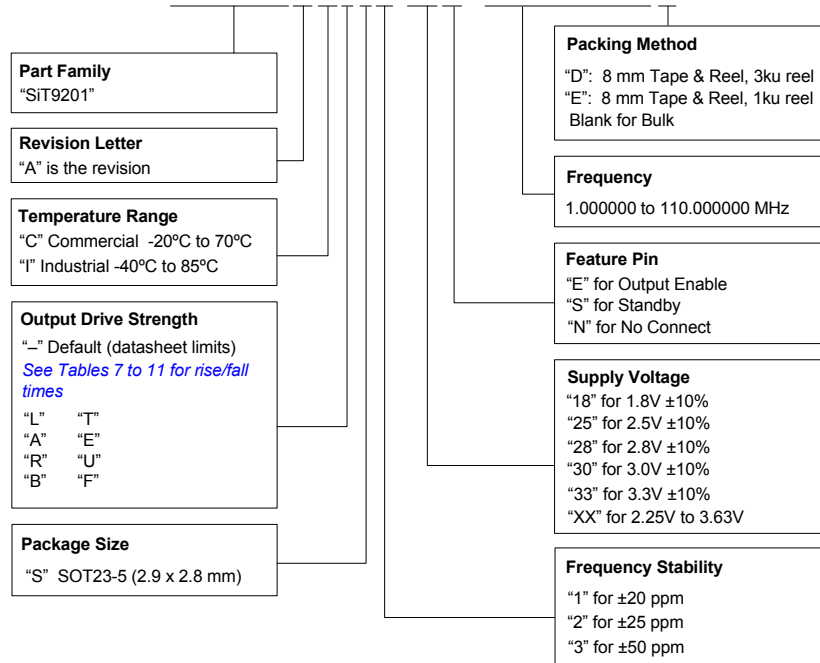 Part Family
“SiT9201”
Revision Letter
“A” is the revision
Temperature Range
“C” Commercial -20ºC to 70ºC
“I” Industrial -40ºC to 85ºC
Output Drive Strength
“–” Default (datasheet limits)
See Tables 7 to 11 for rise/fall
times
“L” “T”
“A” “E”
“R” “U”
“B” “F”
Package Size
“S” SOT23-5 (2.9 x 2.8 mm)
Packing Method
“D”: 8 mm Tape & Reel, 3ku reel
“E”: 8 mm Tape & Reel, 1ku reel
Blank for Bulk
Frequency
1.000000 to 110.000000 MHz
Feature Pin
“E” for Output Enable
“S” for Standby
“N” for No Connect
Supply Voltage
“18” for 1.8V ±10%
“25” for 2.5V ±10%
“28” for 2.8V ±10%
“30” for 3.0V ±10%
“33” for 3.3V ±10%
“XX” for 2.25V to 3.63V
Frequency Stability
“1” for ±20 ppm
“2” for ±25 ppm
“3” for ±50 ppm